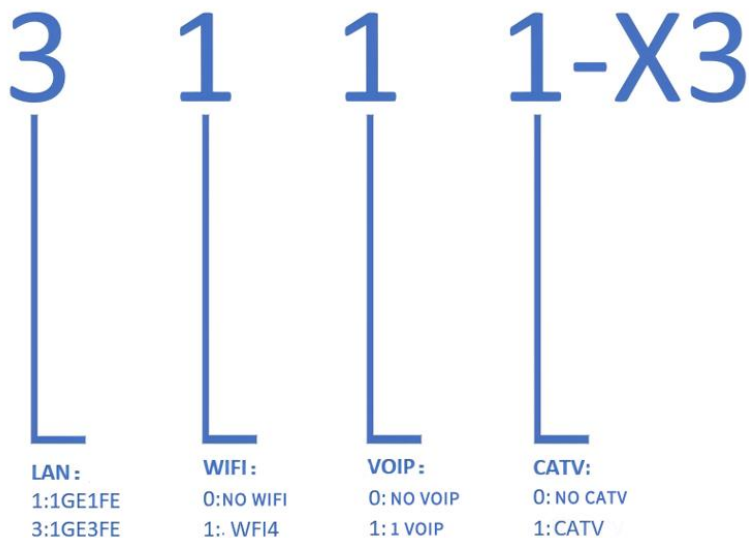 3 1 1 1-X3
LAN： WIFI： VOIP： CATV:
1:1GE1FE 0:NO WIFI 0: NO VOIP 0: NO CATV
3:1GE3FE 1:. WFI4 1: 1 VOIP 1: CATV